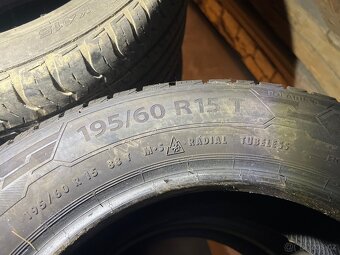 195/60 R15 T
195/60 R 15 88 T M+S RADIAL TUBELESS